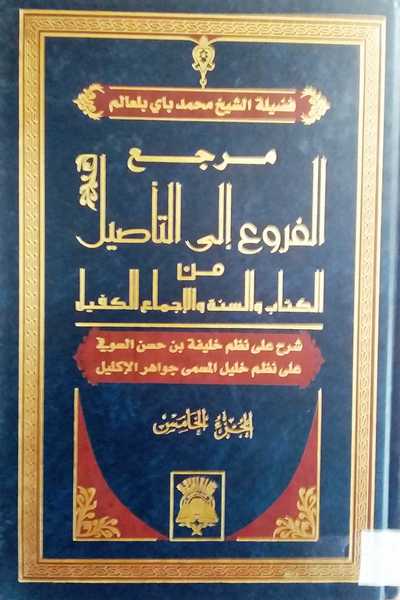 فضيلة الشيخ محمد باي بلعالم
مرجع
الفروع إلى التأصيل
من
الكتاب والسنة والإجماع الكفيل
شرح على نظم خليفة بن حسن السوفي
على نظم خليل المسمى جواهر الإكليل
الجزء الخامس